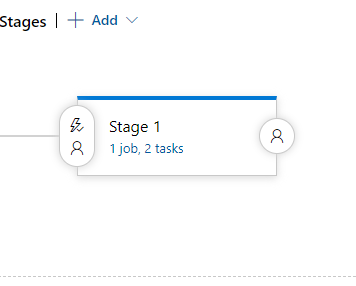 Stages | + Add
Stage 1
1 job, 2 tasks